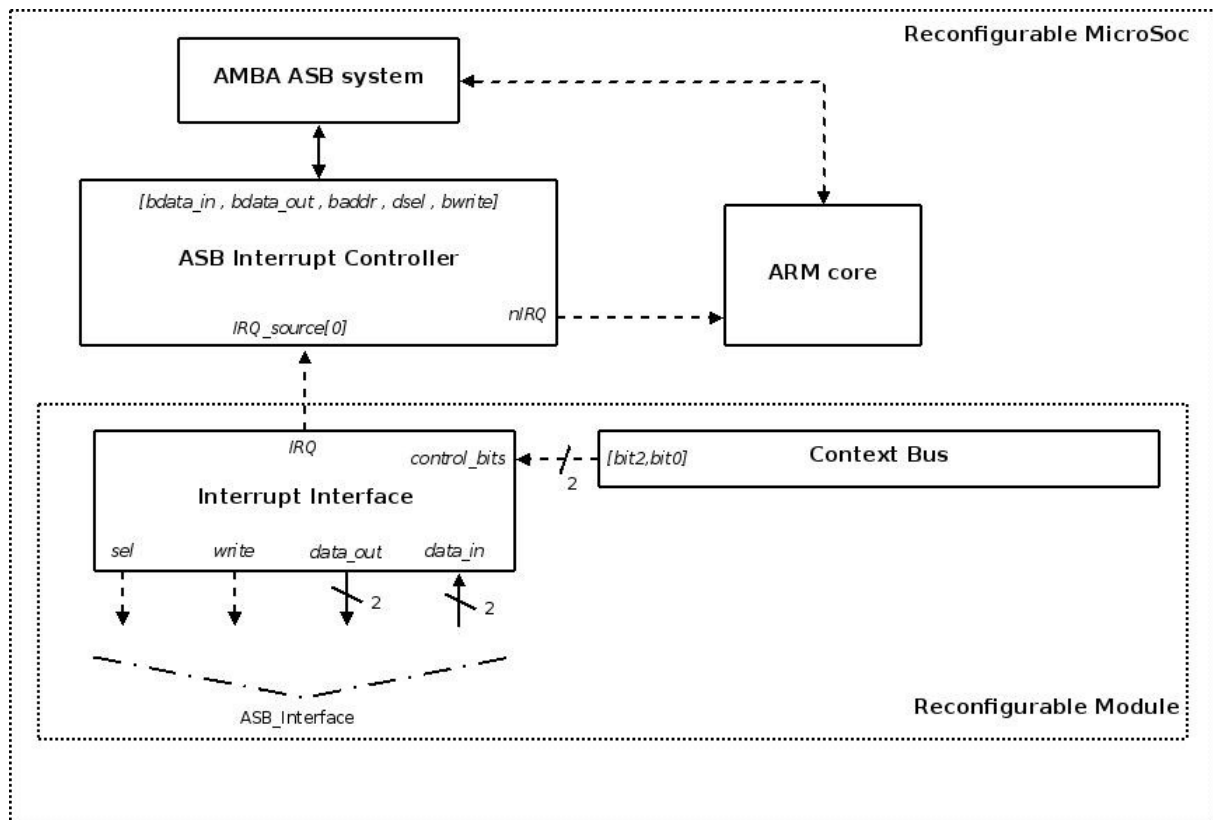 Reconfigurable MicroSoc
AMBA ASB system
[bdata_in , bdata_out , baddr , dsel , bwrite]
ASB Interrupt Controller
ARM core
nIRQ
IRQ_source[0]
IRQ
control_bits
2
[bit2,bit0]
Context Bus
Interrupt Interface
sel
write
data_out
data_in
2
2
ASB_Interface
Reconfigurable Module